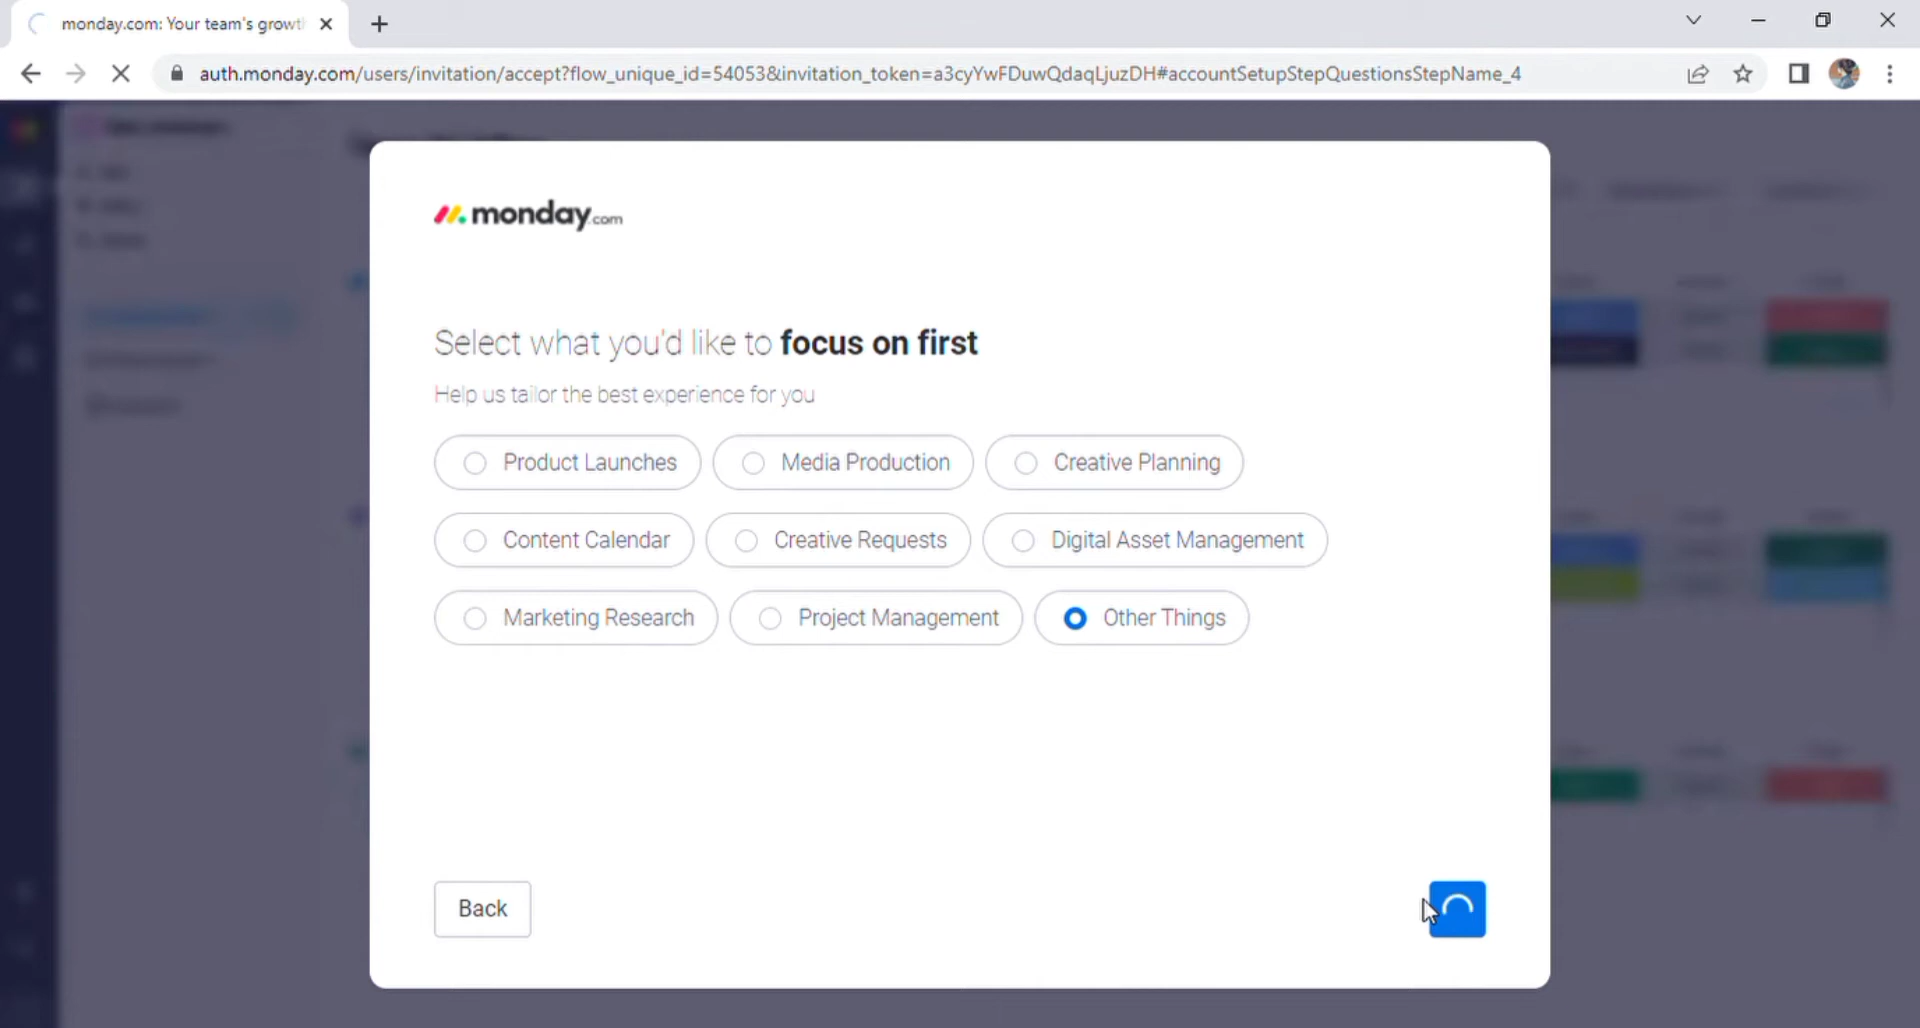 monday.com: Your team's growt
auth.monday.com/users/invitation/accept?flow_unique_id=54053&invitation_token=a3cyYwFDuwQdaqLjuzDH#accountSetupStepQuestionsStepName_4
monday.com
Select what you'd like to focus on first
Help us tailor the best experience for you
Product Launches Media Production Creative Planning
Content Calendar Creative Requests Digital Asset Management
Marketing Research Project Management Other Things
Back